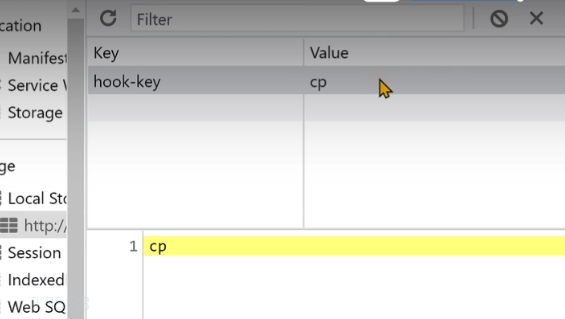 cation
Manifest
Service W
Storage
ge
Local Sto
http://
Session
Indexed
Web SQ
Filter
Key Value
hook-key cp
1 cp